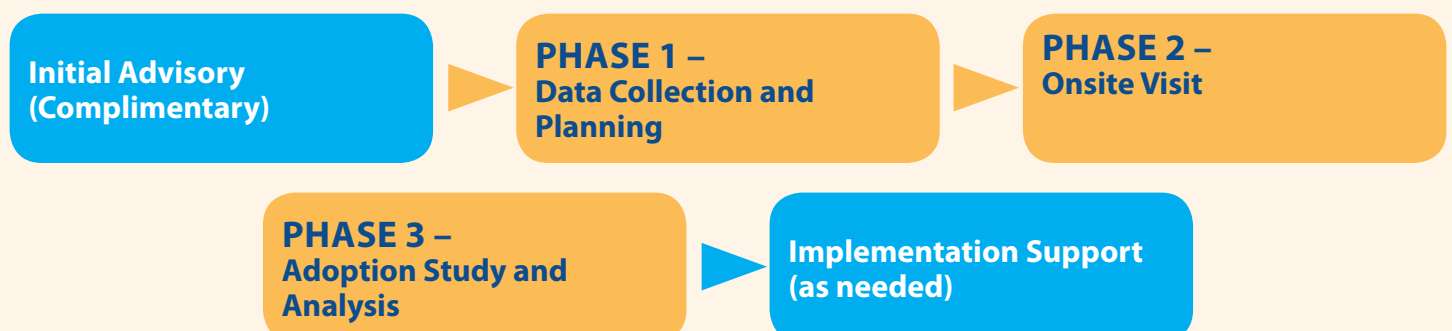 Initial Advisory
(Complimentary)
PHASE 1 –
Data Collection and
Planning
PHASE 2 –
Onsite Visit
PHASE 3 –
Adoption Study and
Analysis
Implementation Support
(as needed)